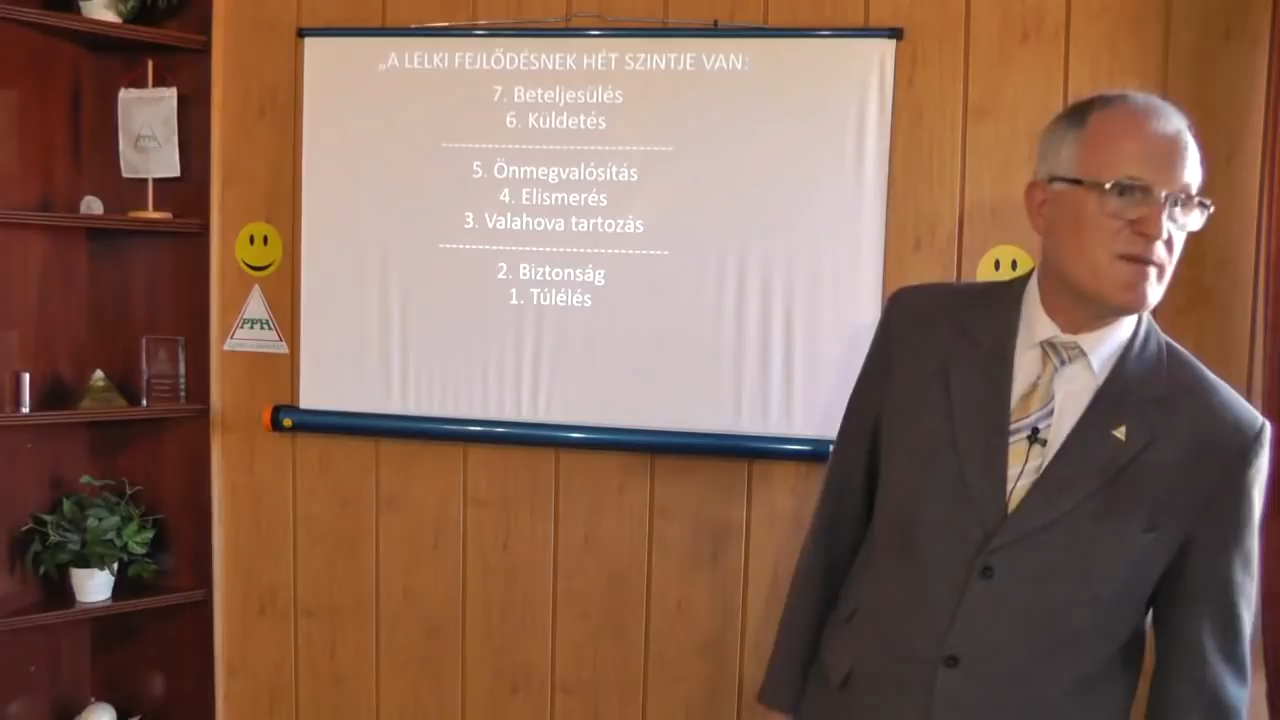 „A LELKI FEJLŐDÉSNEK HÉT SZINTJE VAN:
7. Beteljesülés
6. Küldetés
5. Önmegvalósítás
4. Elismerés
3. Valahova tartozás
2. Biztonság
1. Túlélés
PPH